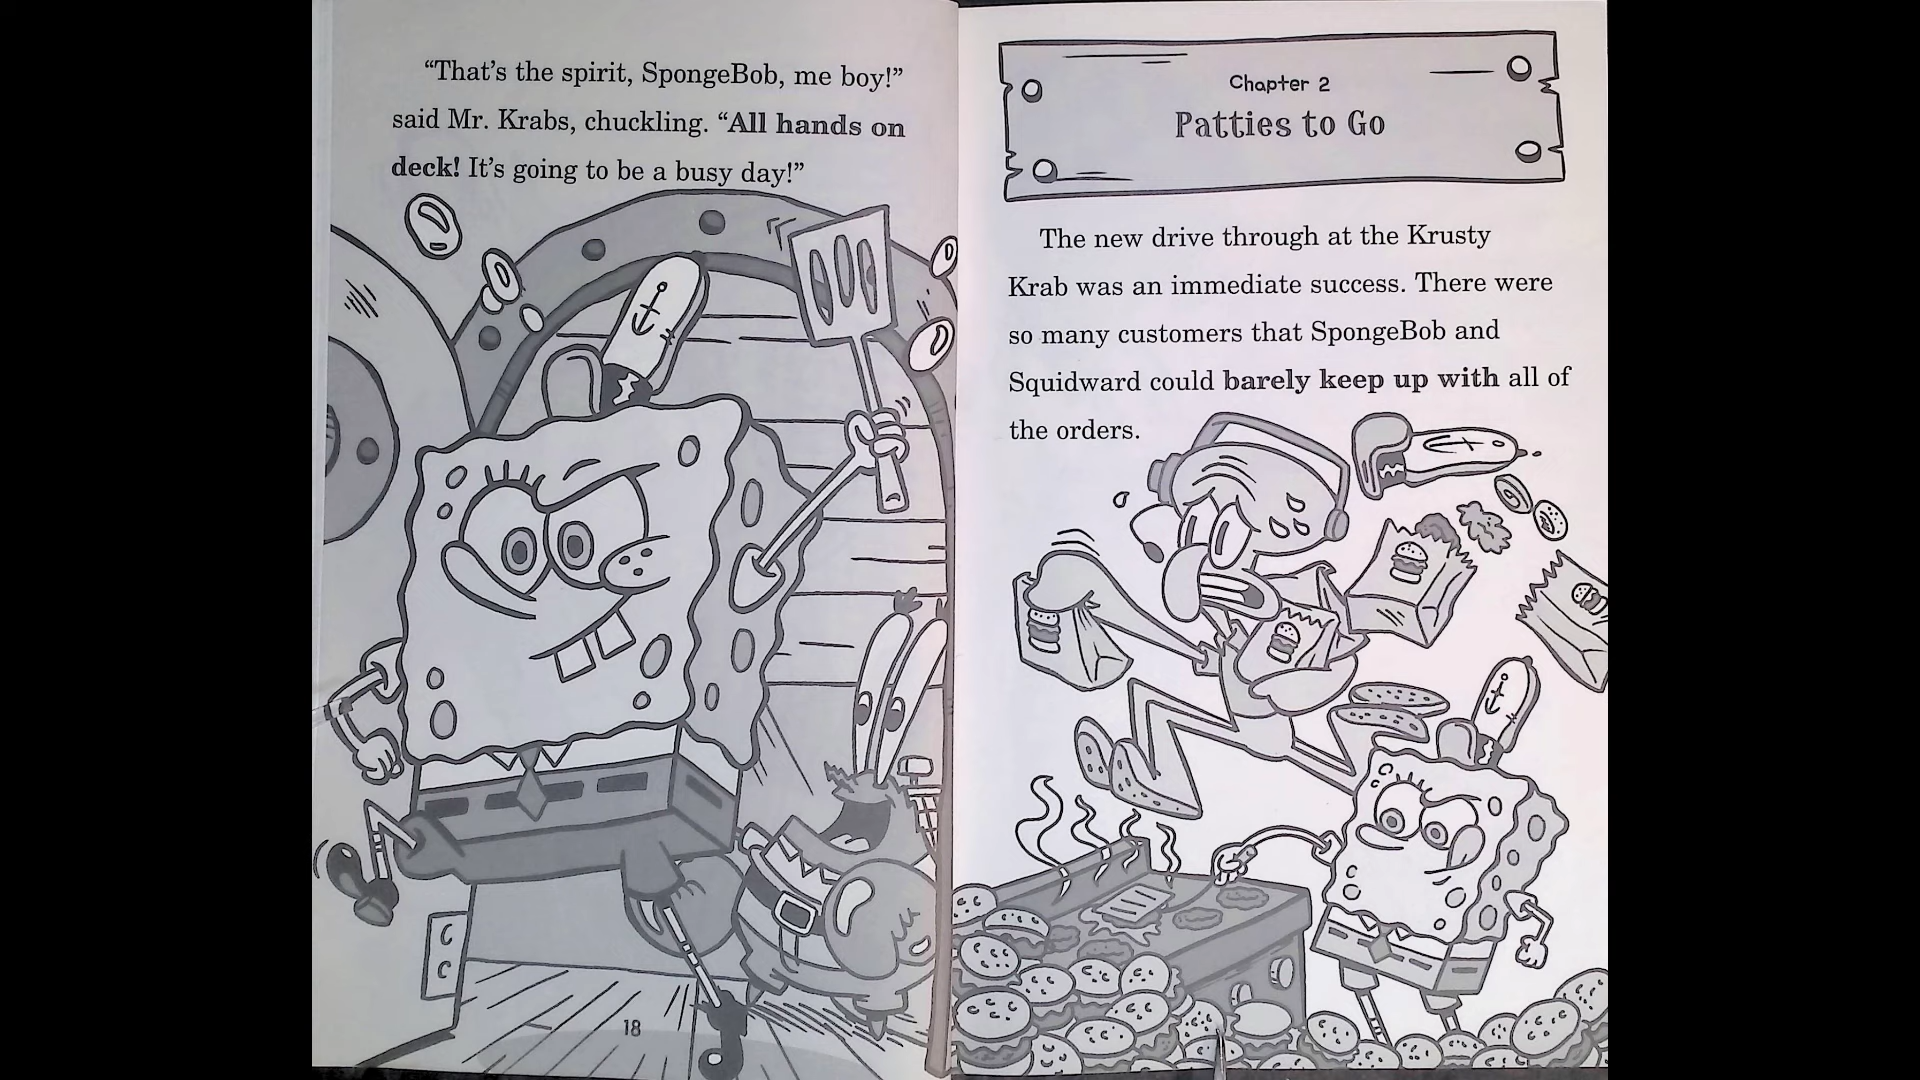 “That’s the spirit, SpongeBob, me boy!”
said Mr. Krabs, chuckling. “All hands on
deck! It’s going to be a busy day!”
18
Chapter 2
Patties to Go
The new drive through at the Krusty
Krab was an immediate success. There were
so many customers that SpongeBob and
Squidward could barely keep up with all of
the orders.